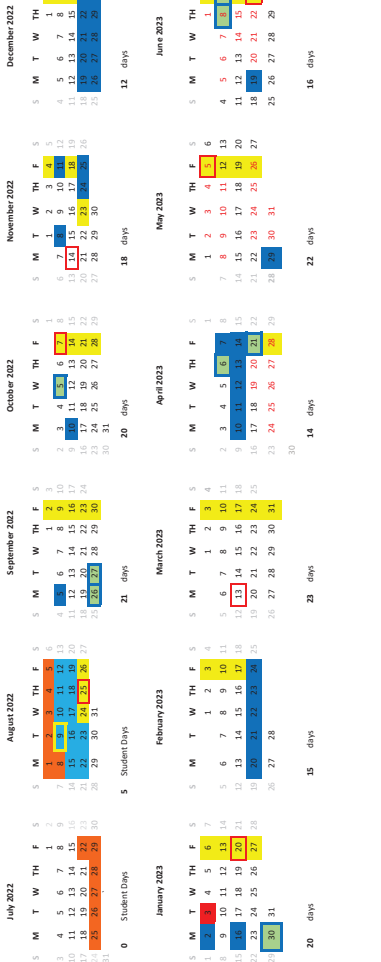 July 2022
S M T W TH F S
1 2
3 4 5 6 7 8 9
10 11 12 13 14 15 16
17 18 19 20 21 22 23
24 25 26 27 28 29 30
31
0 Student Days
August 2022
S M T W TH F S
1 2 3 4 5 6
7 8 9 10 11 12 13
14 15 16 17 18 19 20
21 22 23 24 25 26 27
28 29 30 31
5 Student Days
September 2022
S M T W TH F S
1 2 3
4 5 6 7 8 9 10
11 12 13 14 15 16 17
18 19 20 21 22 23 24
25 26 27 28 29 30
21 days
October 2022
S M T W TH F S
1
2 3 4 5 6 7 8
9 10 11 12 13 14 15
16 17 18 19 20 21 22
23 24 25 26 27 28 29
30 31
20 days
November 2022
S M T W TH F S
1 2 3 4 5
6 7 8 9 10 11 12
13 14 15 16 17 18 19
20 21 22 23 24 25 26
27 28 29 30
18 days
December 2022
S M T W TH
1
4 5 6 7 8
11 12 13 14 15
18 19 20 21 22
25 26 27 28 29
12 days
January 2023
S M T W TH F S
1 2 3 4 5 6 7
8 9 10 11 12 13 14
15 16 17 18 19 20 21
22 23 24 25 26 27 28
29 30 31
20 days
February 2023
S M T W TH F S
1 2 3 4
5 6 7 8 9 10 11
12 13 14 15 16 17 18
19 20 21 22 23 24 25
26 27 28
15 days
March 2023
S M T W TH F S
1 2 3 4
5 6 7 8 9 10 11
12 13 14 15 16 17 18
19 20 21 22 23 24 25
26 27 28 29 30 31
23 days
April 2023
S M T W TH F S
1
2 3 4 5 6 7 8
9 10 11 12 13 14 15
16 17 18 19 20 21 22
23 24 25 26 27 28 29
30
14 days
May 2023
S M T W TH F S
1 2 3 4 5 6
7 8 9 10 11 12 13
14 15 16 17 18 19 20
21 22 23 24 25 26 27
28 29 30 31
22 days
June 2023
S M T W TH
1
4 5 6 7 8
11 12 13 14 15
18 19 20 21 22
25 26 27 28 29
16 days